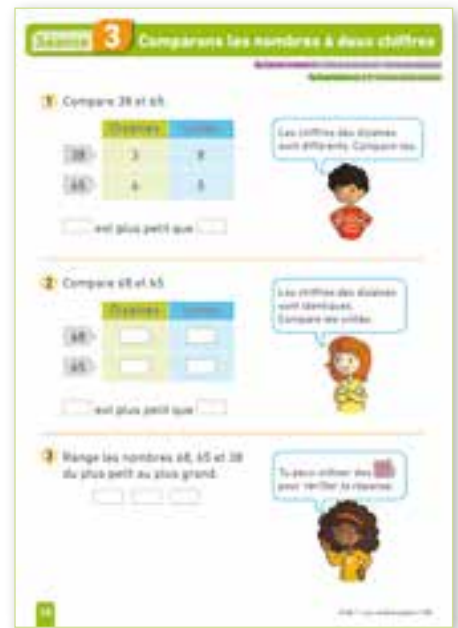 Séance 3 Comparons les nombres à deux chiffres
1 Compare 38 et 65.
Dizaines Unités
38 3 8
65 6 5
est plus petit que
Les chiffres des dizaines
sont différents. Compare-les.
2 Compare 68 et 65.
Dizaines Unités
68
65
est plus petit que
Les chiffres des dizaines
sont identiques.
Compare les unités.
3 Range les nombres 68, 65 et 38
du plus petit au plus grand.
Tu peux utiliser des
pour vérifier ta réponse.